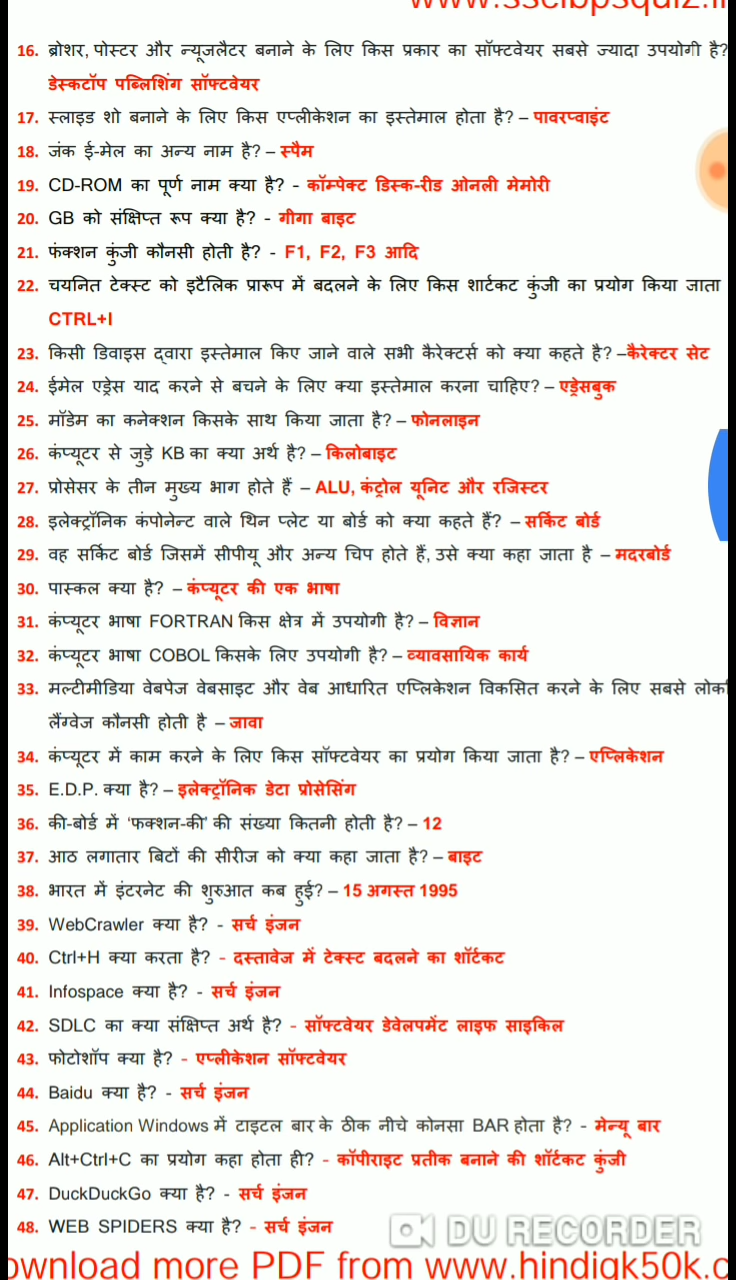 www.sscibpsquiz.i
16. ब्रोशर, पोस्टर और न्यूजलैटर बनाने के लिए किस प्रकार का सॉफ्टवेयर सबसे ज्यादा उपयोगी है?
डेस्कटॉप पब्लिशिंग सॉफ्टवेयर
17. स्लाइड शो बनाने के लिए किस एप्लीकेशन का इस्तेमाल होता है? – पावरप्वाइंट
18. जंक ई-मेल का अन्य नाम है? – स्पैम
19. CD-ROM का पूर्ण नाम क्या है? - कॉम्पेक्ट डिस्क-रीड ओनली मेमोरी
20. GB को संक्षिप्त रूप क्या है? - गीगा बाइट
21. फंक्शन कुंजी कौनसी होती है? - F1, F2, F3 आदि
22. चयनित टेक्स्ट को इटैलिक प्रारूप में बदलने के लिए किस शार्टकट कुंजी का प्रयोग किया जाता
CTRL+I
23. किसी डिवाइस द्वारा इस्तेमाल किए जाने वाले सभी कैरेक्टर्स को क्या कहते है? –कैरेक्टर सेट
24. ईमेल एड्रेस याद करने से बचने के लिए क्या इस्तेमाल करना चाहिए? – एड्रेसबुक
25. मॉडेम का कनेक्शन किसके साथ किया जाता है? – फोनलाइन
26. कंप्यूटर से जुड़े KB का क्या अर्थ है? – किलोबाइट
27. प्रोसेसर के तीन मुख्य भाग होते हैं – ALU, कंट्रोल यूनिट और रजिस्टर
28. इलेक्ट्रॉनिक कंपोनेन्ट वाले थिन प्लेट या बोर्ड को क्या कहते हैं? – सर्किट बोर्ड
29. वह सर्किट बोर्ड जिसमें सीपीयू और अन्य चिप होते हैं, उसे क्या कहा जाता है – मदरबोर्ड
30. पास्कल क्या है? – कंप्यूटर की एक भाषा
31. कंप्यूटर भाषा FORTRAN किस क्षेत्र में उपयोगी है? – विज्ञान
32. कंप्यूटर भाषा COBOL किसके लिए उपयोगी है? – व्यावसायिक कार्य
33. मल्टीमीडिया वेबपेज वेबसाइट और वेब आधारित एप्लिकेशन विकसित करने के लिए सबसे लोक
लैंग्वेज कौनसी होती है – जावा
34. कंप्यूटर में काम करने के लिए किस सॉफ्टवेयर का प्रयोग किया जाता है? – एप्लिकेशन
35. E.D.P. क्या है? – इलेक्ट्रॉनिक डेटा प्रोसेसिंग
36. की-बोर्ड में ‘फक्शन-की’ की संख्या कितनी होती है? – 12
37. आठ लगातार बिटों की सीरीज को क्या कहा जाता है? – बाइट
38. भारत में इंटरनेट की शुरुआत कब हुई? – 15 अगस्त 1995
39. WebCrawler क्या है? - सर्च इंजन
40. Ctrl+H क्या करता है? - दस्तावेज में टेक्स्ट बदलने का शॉर्टकट
41. Infospace क्या है? - सर्च इंजन
42. SDLC का क्या संक्षिप्त अर्थ है? - सॉफ्टवेयर डेवेलपमेंट लाइफ साइकिल
43. फोटोशॉप क्या है? - एप्लीकेशन सॉफ्टवेयर
44. Baidu क्या है? - सर्च इंजन
45. Application Windows में टाइटल बार के ठीक नीचे कोनसा BAR होता है? - मेन्यू बार
46. Alt+Ctrl+C का प्रयोग कहा होता ही? - कॉपीराइट प्रतीक बनाने की शॉर्टकट कुंजी
47. DuckDuckGo क्या है? - सर्च इंजन
48. WEB SPIDERS क्या है? - सर्च इंजन
DU RECORDER
ownload more PDF from www.hindigk50k.c